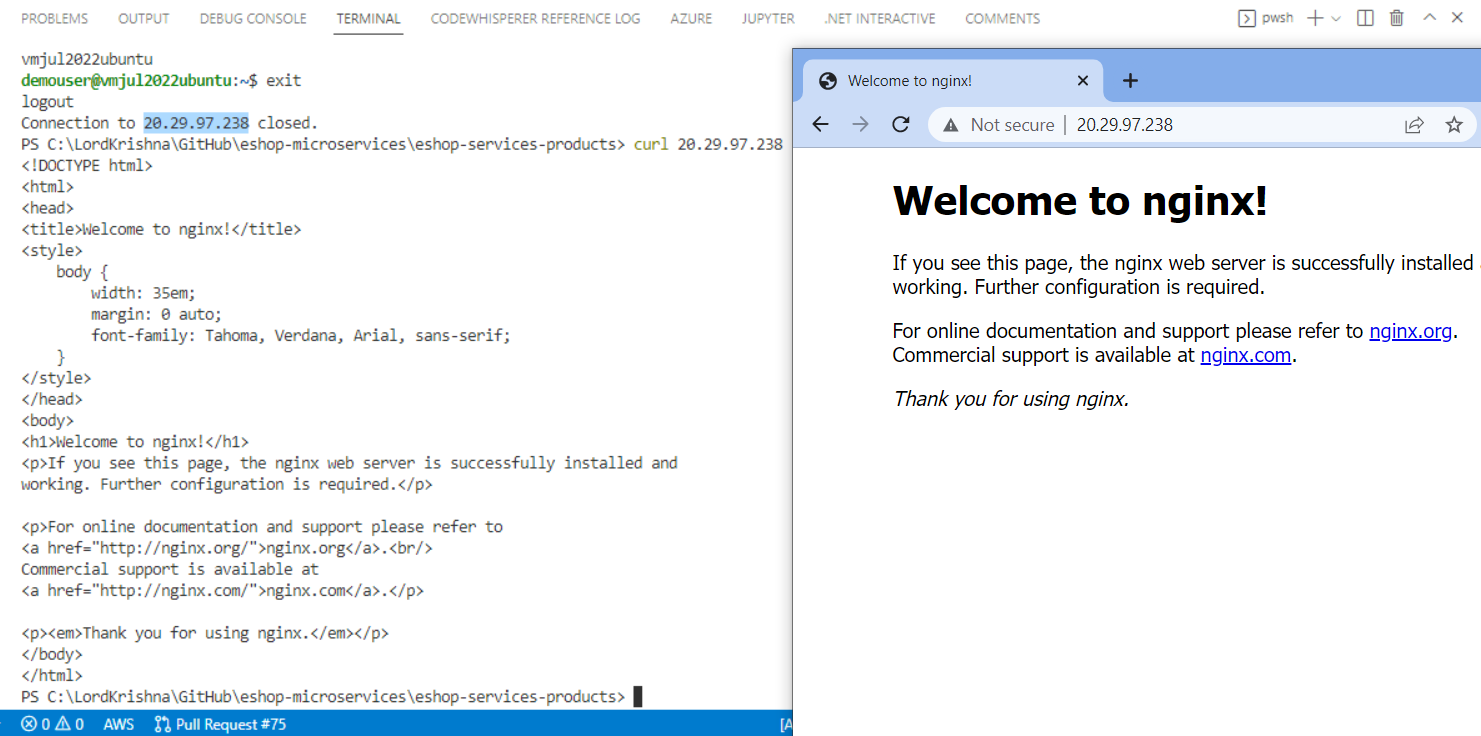 PROBLEMS OUTPUT DEBUG CONSOLE TERMINAL CODEWHISPERER REFERENCE LOG AZURE JUPYTER .NET INTERACTIVE COMMENTS pwsh
vmjul2022ubuntu
demouser@vmjul2022ubuntu:~$ exit
logout
Connection to 20.29.97.238 closed.
PS C:\LordKrishna\GitHub\eshop-microservices\eshop-services-products> curl 20.29.97.238
<!DOCTYPE html>
<html>
<head>
<title>Welcome to nginx!</title>
<style>
    body {
        width: 35em;
        margin: 0 auto;
        font-family: Tahoma, Verdana, Arial, sans-serif;
    }
</style>
</head>
<body>
<h1>Welcome to nginx!</h1>
<p>If you see this page, the nginx web server is successfully installed and
working. Further configuration is required.</p>
<p>For online documentation and support please refer to
<a href="http://nginx.org/">nginx.org</a>.<br/>
Commercial support is available at
<a href="http://nginx.com/">nginx.com</a>.</p>
<p><em>Thank you for using nginx.</em></p>
</body>
</html>
PS C:\LordKrishna\GitHub\eshop-microservices\eshop-services-products>
0 0 AWS Pull Request #75 [A
Welcome to nginx!
Not secure | 20.29.97.238
Welcome to nginx!
If you see this page, the nginx web server is successfully installed
working. Further configuration is required.
For online documentation and support please refer to nginx.org.
Commercial support is available at nginx.com.
Thank you for using nginx.